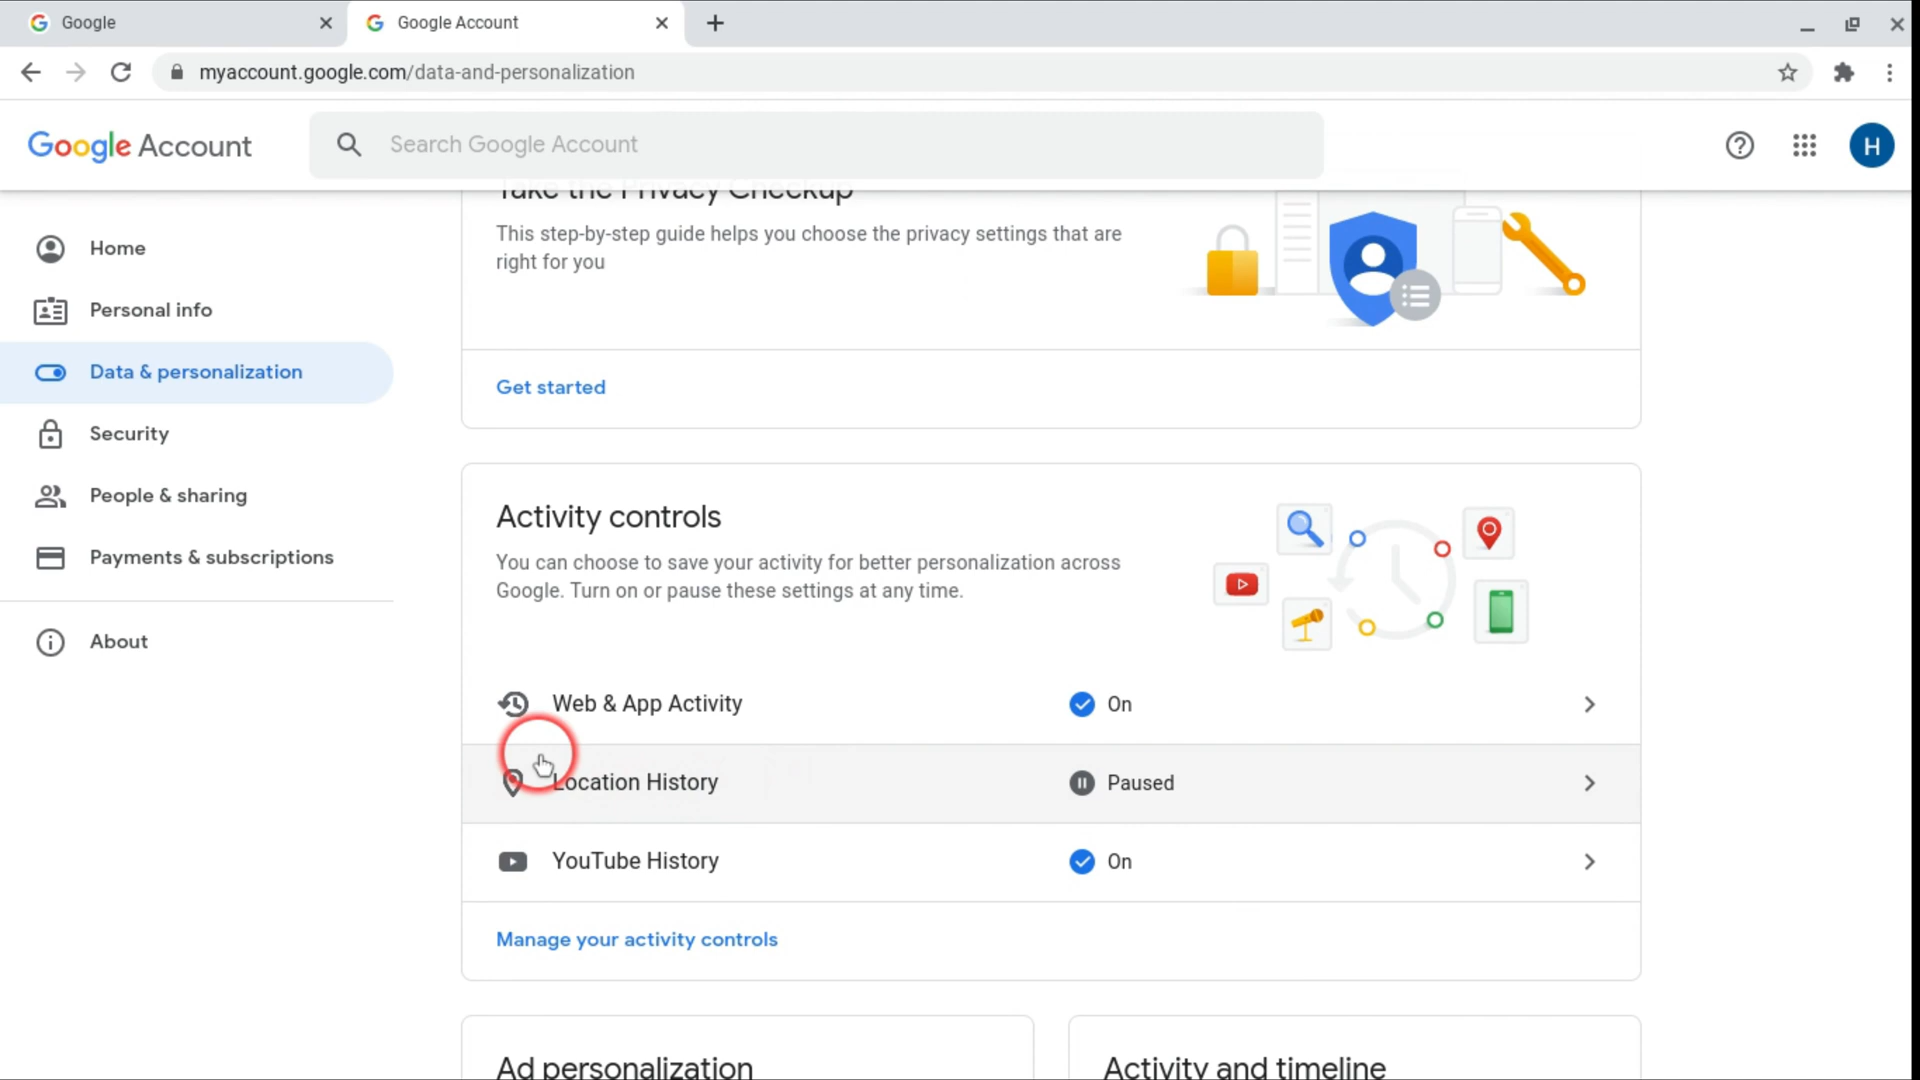 Google
Google Account
myaccount.google.com/data-and-personalization
Google Account
Search Google Account
H
Home
Personal info
Data & personalization
Security
People & sharing
Payments & subscriptions
About
Take the Privacy Checkup
This step-by-step guide helps you choose the privacy settings that are
right for you
Get started
Activity controls
You can choose to save your activity for better personalization across
Google. Turn on or pause these settings at any time.
Web & App Activity On
Location History Paused
YouTube History On
Manage your activity controls
Ad personalization
Activity and timeline